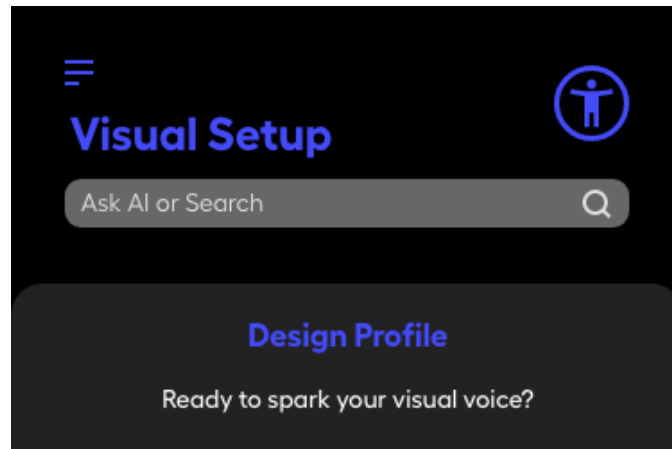 Visual Setup
Ask AI or Search
Design Profile
Ready to spark your visual voice?